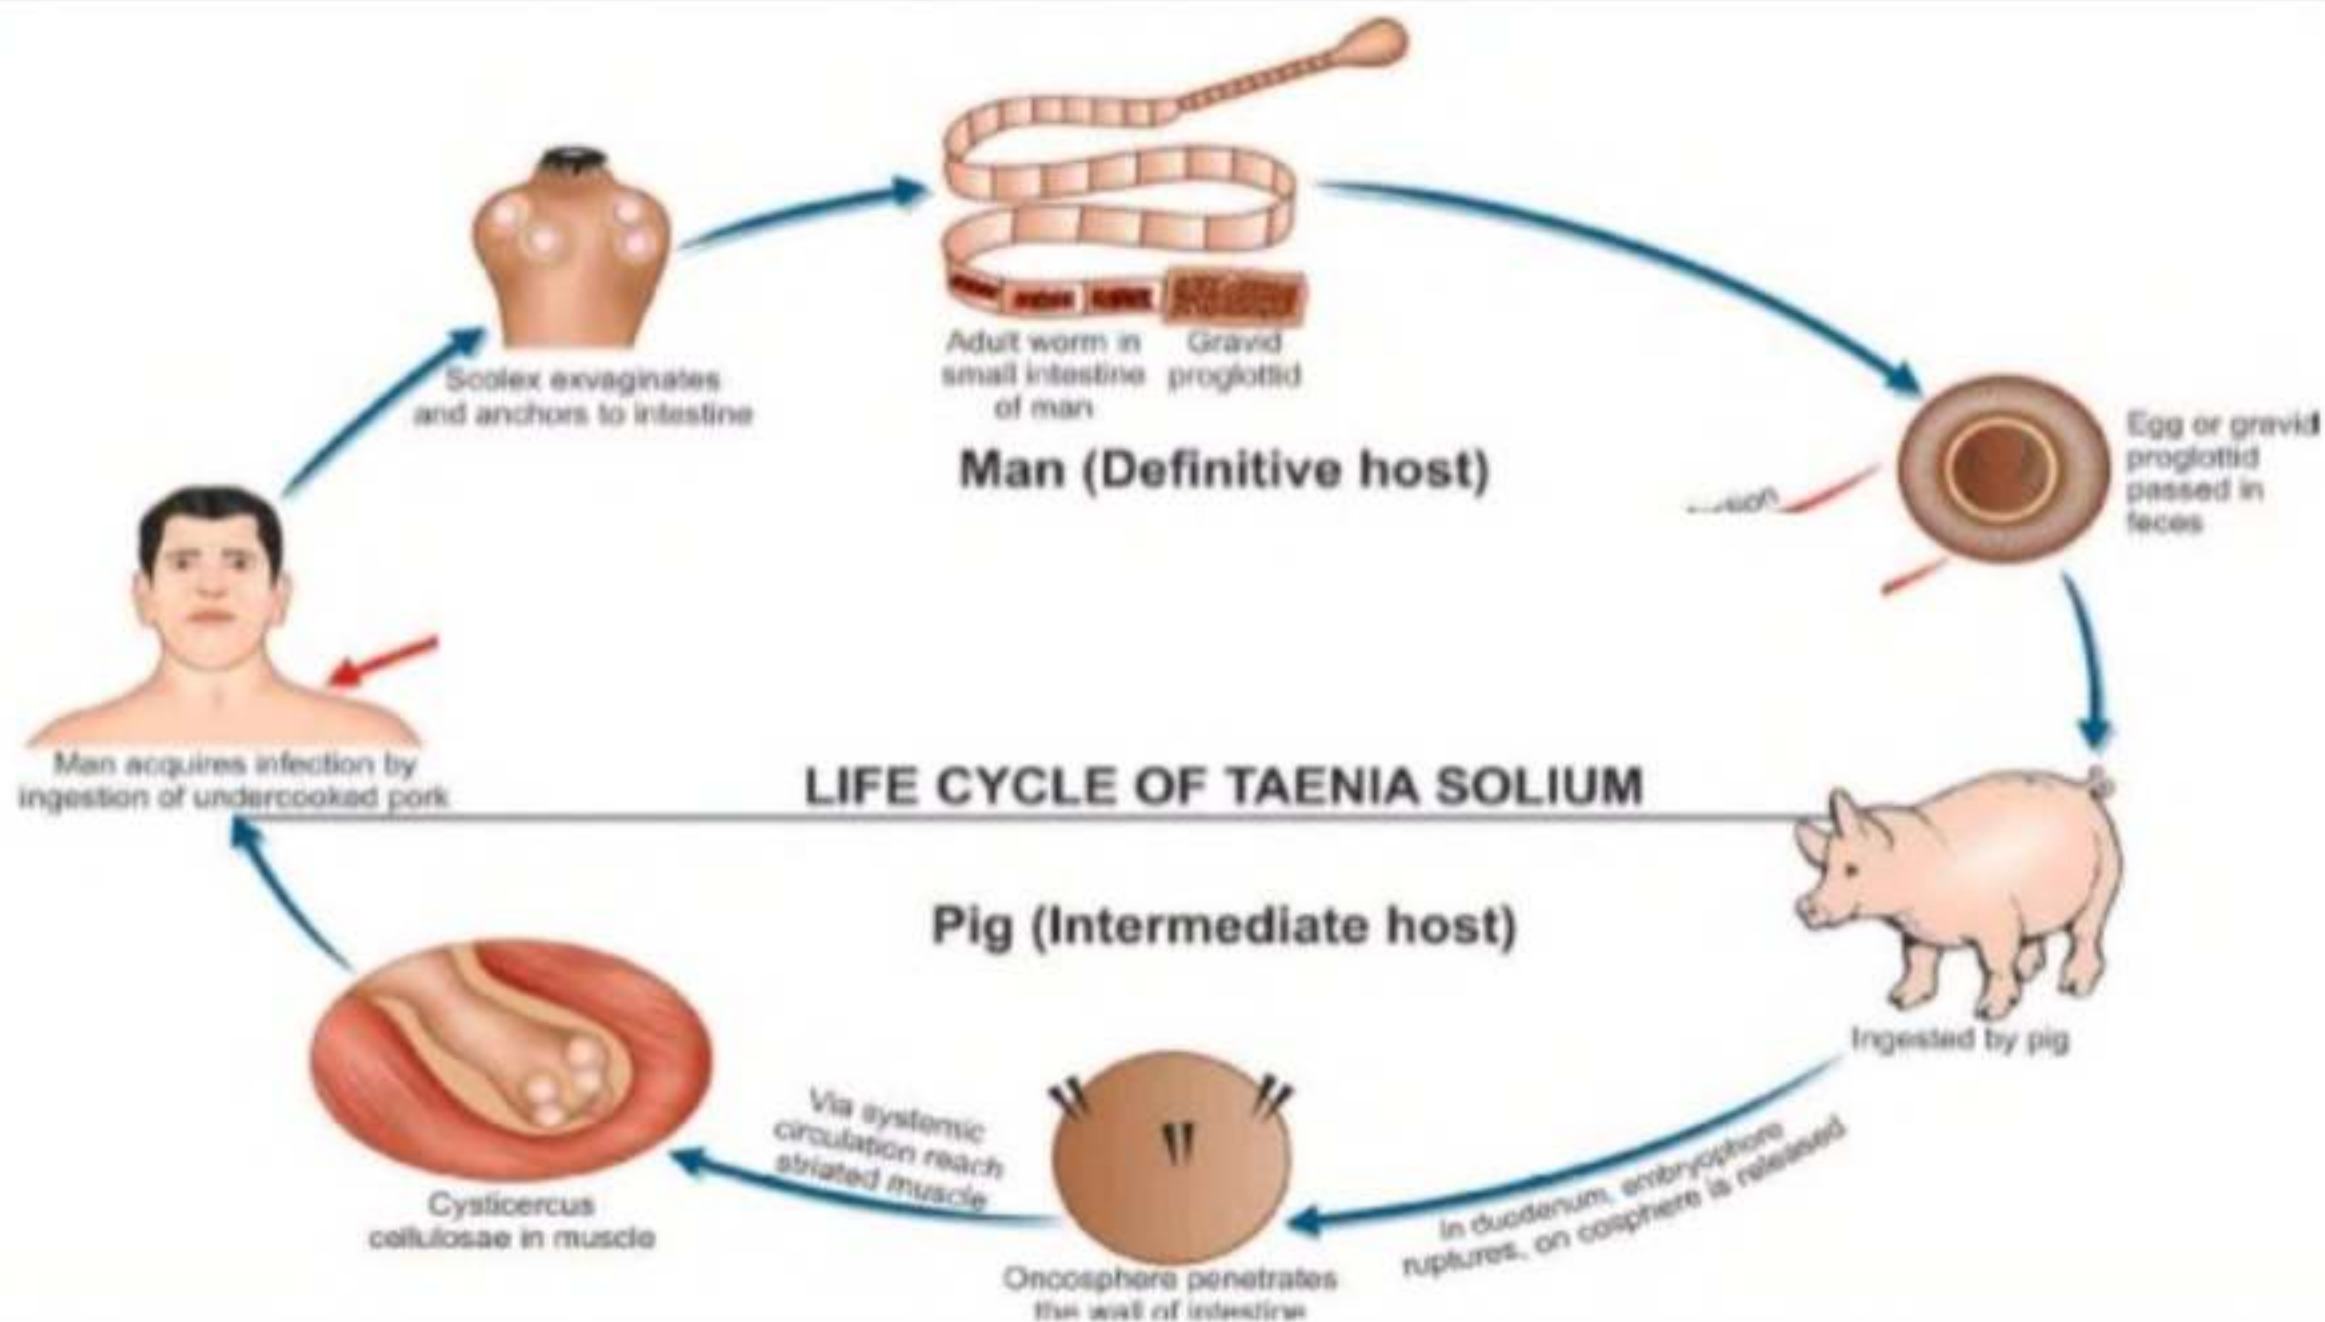 Scolex exvaginates
and anchors to intestine
Adult worm in
small intestine
of man
Gravid
proglottid
Man (Definitive host)
Egg or gravid
proglottid
passed in
feces
Man acquires infection by
ingestion of undercooked pork
LIFE CYCLE OF TAENIA SOLIUM
Pig (Intermediate host)
Ingested by pig
In duodenum, embryophore
ruptures, on cosphere is released
Oncosphere penetrates
the wall of intestine
Via systemic
circulation reach
striated muscle
Cysticercus
cellulosae in muscle